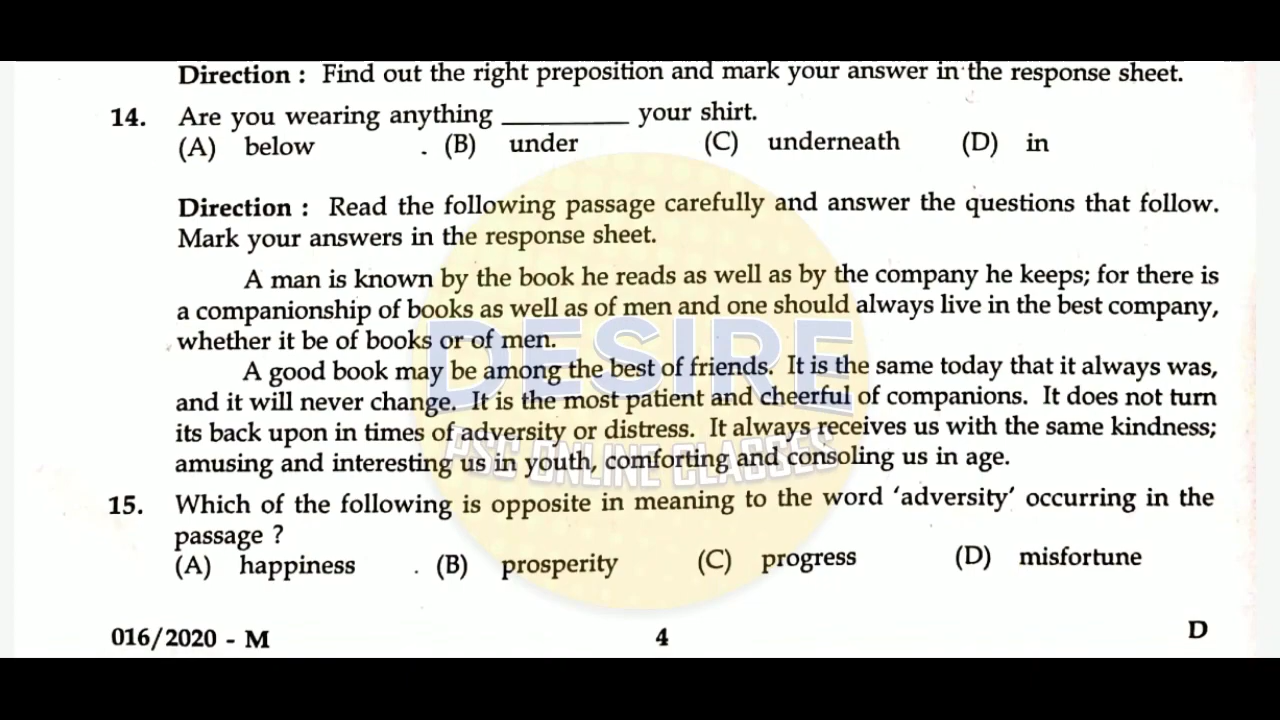 Direction : Find out the right preposition and mark your answer in the response sheet.
14. Are you wearing anything __________ your shirt.
(A) below (B) under (C) underneath (D) in
Direction : Read the following passage carefully and answer the questions that follow.
Mark your answers in the response sheet.
A man is known by the book he reads as well as by the company he keeps; for there is
a companionship of books as well as of men and one should always live in the best company,
whether it be of books or of men.
A good book may be among the best of friends. It is the same today that it always was,
and it will never change. It is the most patient and cheerful of companions. It does not turn
its back upon in times of adversity or distress. It always receives us with the same kindness;
amusing and interesting us in youth, comforting and consoling us in age.
DESIRE
PSC ONLINE CLASSES
15. Which of the following is opposite in meaning to the word 'adversity' occurring in the
passage ?
(A) happiness (B) prosperity (C) progress (D) misfortune
016/2020 - M 4 D